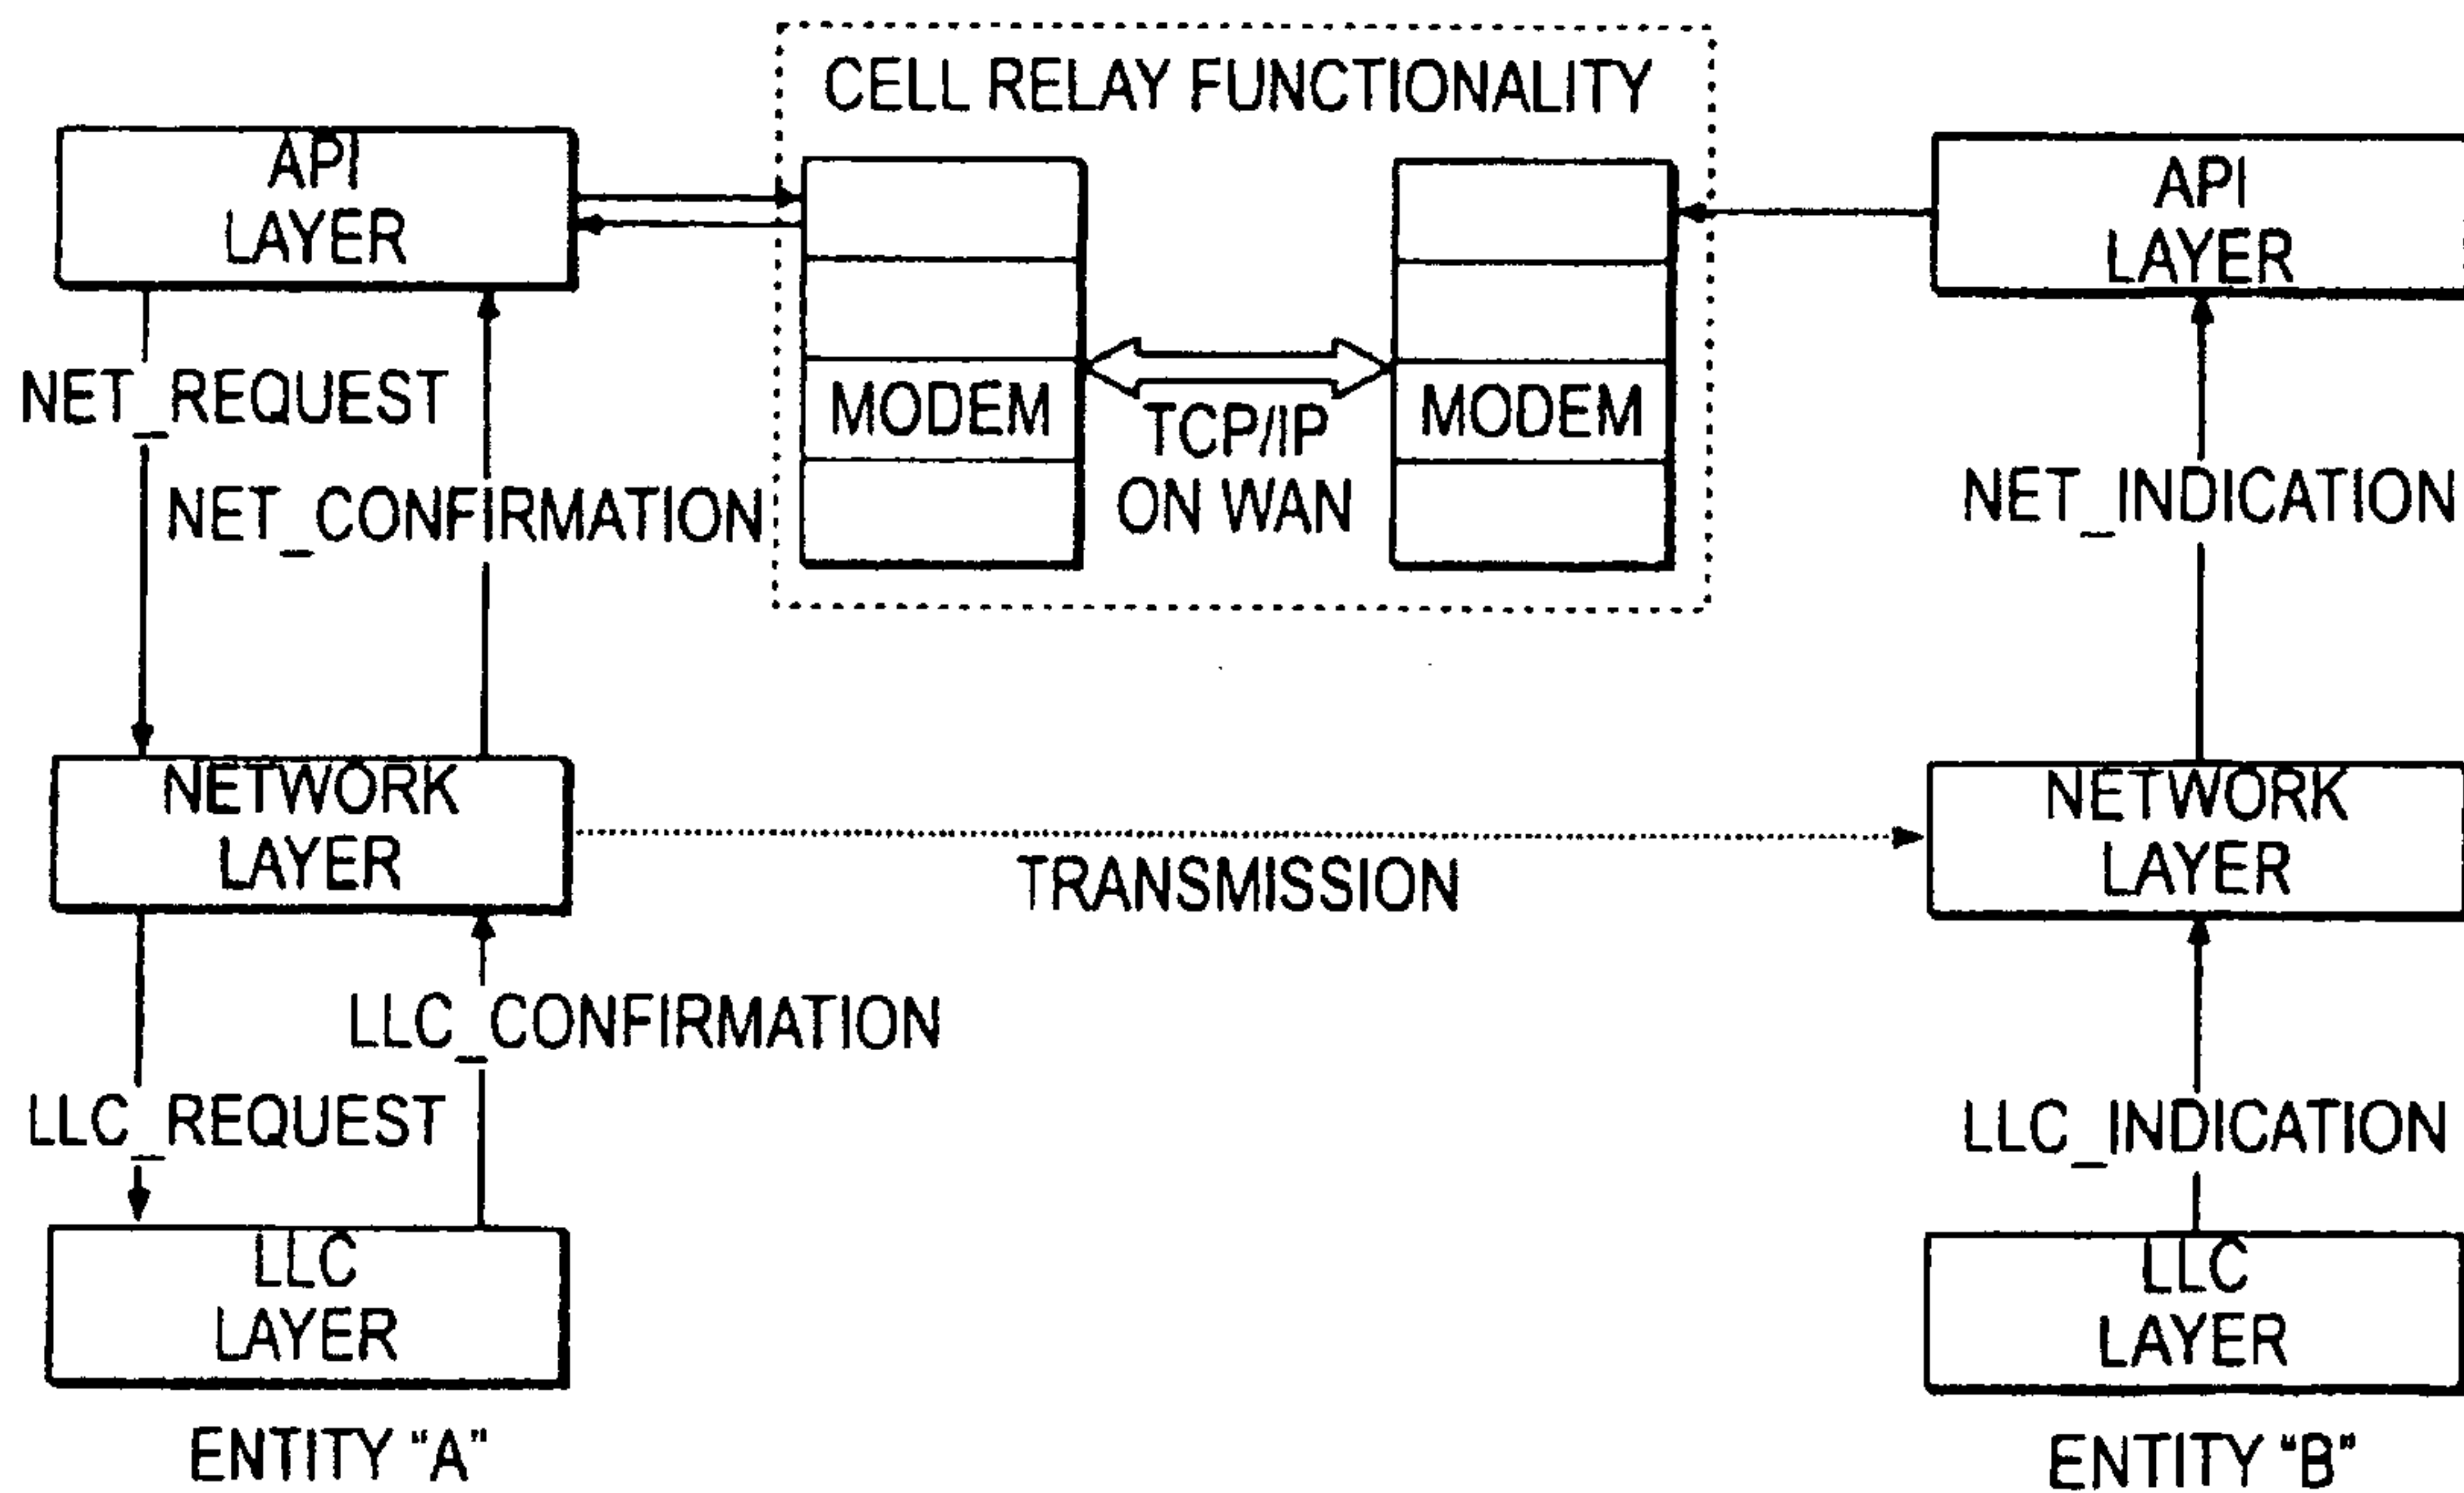 CELL RELAY FUNCTIONALITY
API
LAYER
API
LAYER
NET_REQUEST
MODEM
TCP/IP
ON WAN
MODEM
NET_CONFIRMATION
NET_INDICATION
NETWORK
LAYER
TRANSMISSION
NETWORK
LAYER
LLC_CONFIRMATION
LLC_REQUEST
LLC_INDICATION
LLC
LAYER
LLC
LAYER
ENTITY "A"
ENTITY "B"